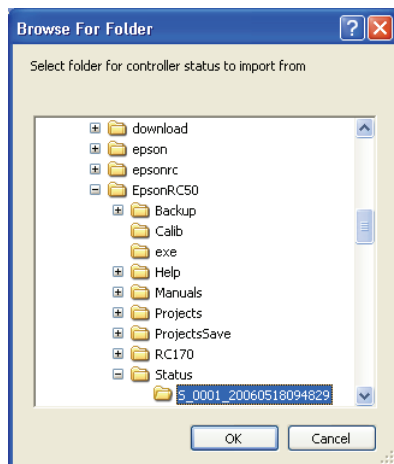 Browse For Folder
Select folder for controller status to import from
download
epson
epsonrc
EpsonRC50
Backup
Calib
exe
Help
Manuals
Projects
ProjectsSave
RC170
Status
S_0001_20060518094829
OK Cancel